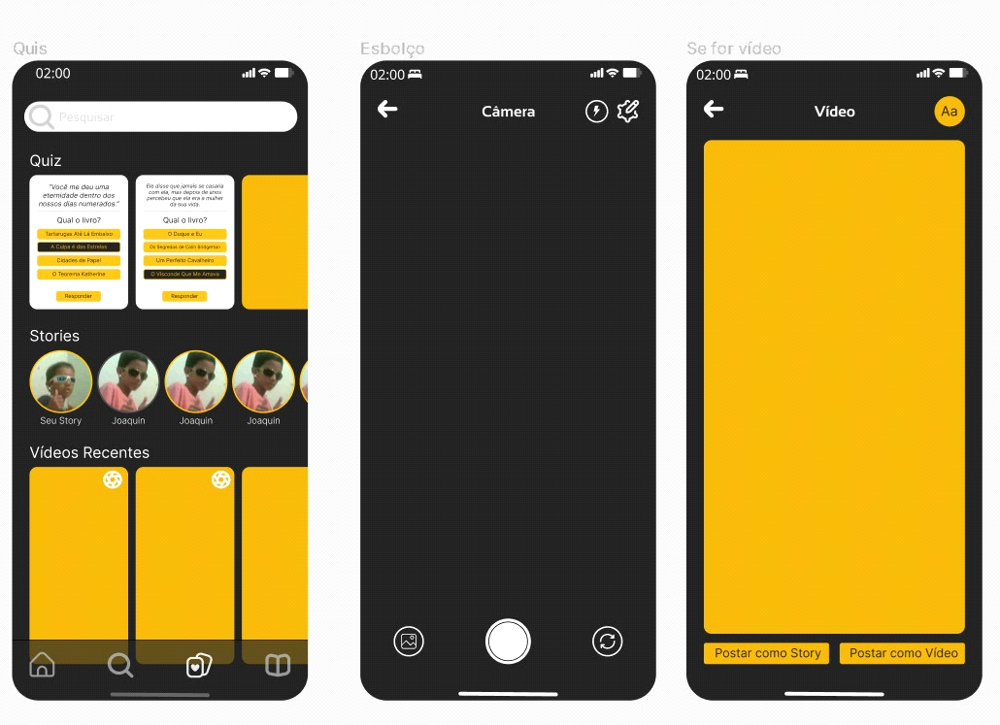 Quis
02:00
Pesquisar
Quiz
"Você me deu uma
eternidade dentro dos
nossos dias numerados."
Qual o livro?
Tartarugas Até Lá Embaixo
A Culpa é das Estrelas
Cidades de Papel
O Teorema Katherine
Responder
Ele disse que jamais se casaria
com ela, mas depois de anos
percebeu que ela era a mulher
da sua vida.
Qual o livro?
O Duque e Eu
Os Segredos de Colin Bridgerton
Um Perfeito Cavalheiro
O Visconde Que Me Amava
Responder
Stories
Seu Story
Joaquin
Joaquin
Joaquin
Vídeos Recentes
Esbolço
02:00
Câmera
Se for vídeo
02:00
Vídeo
Aa
Postar como Story
Postar como Vídeo